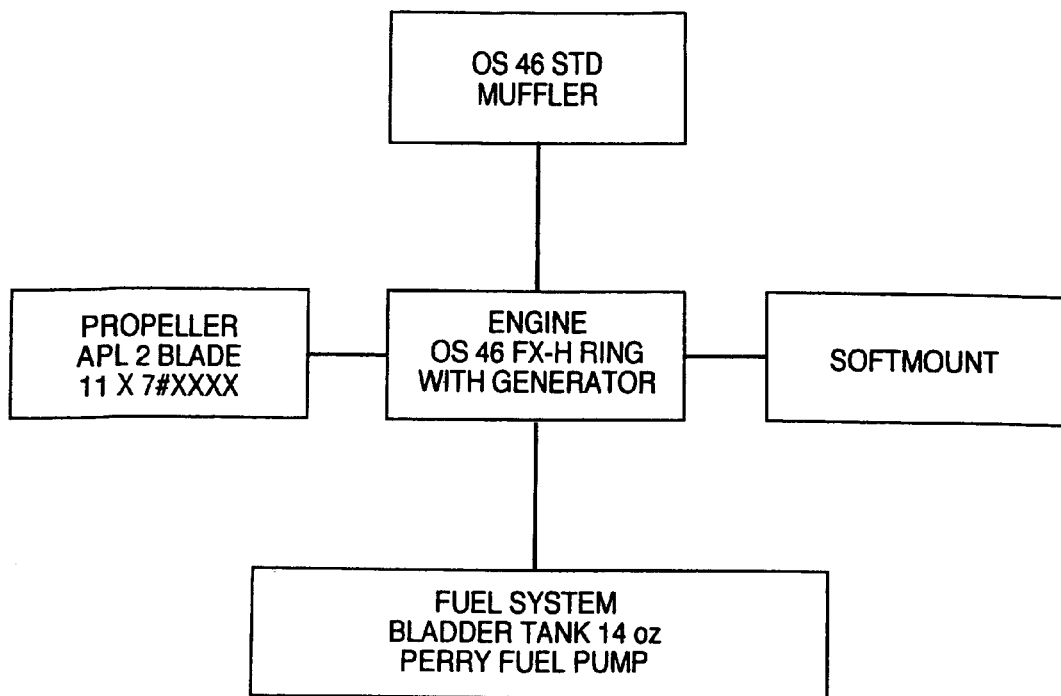 OS 46 STD
MUFFLER
PROPELLER
APL 2 BLADE
11 X 7#XXXX
ENGINE
OS 46 FX-H RING
WITH GENERATOR
SOFTMOUNT
FUEL SYSTEM
BLADDER TANK 14 oz
PERRY FUEL PUMP